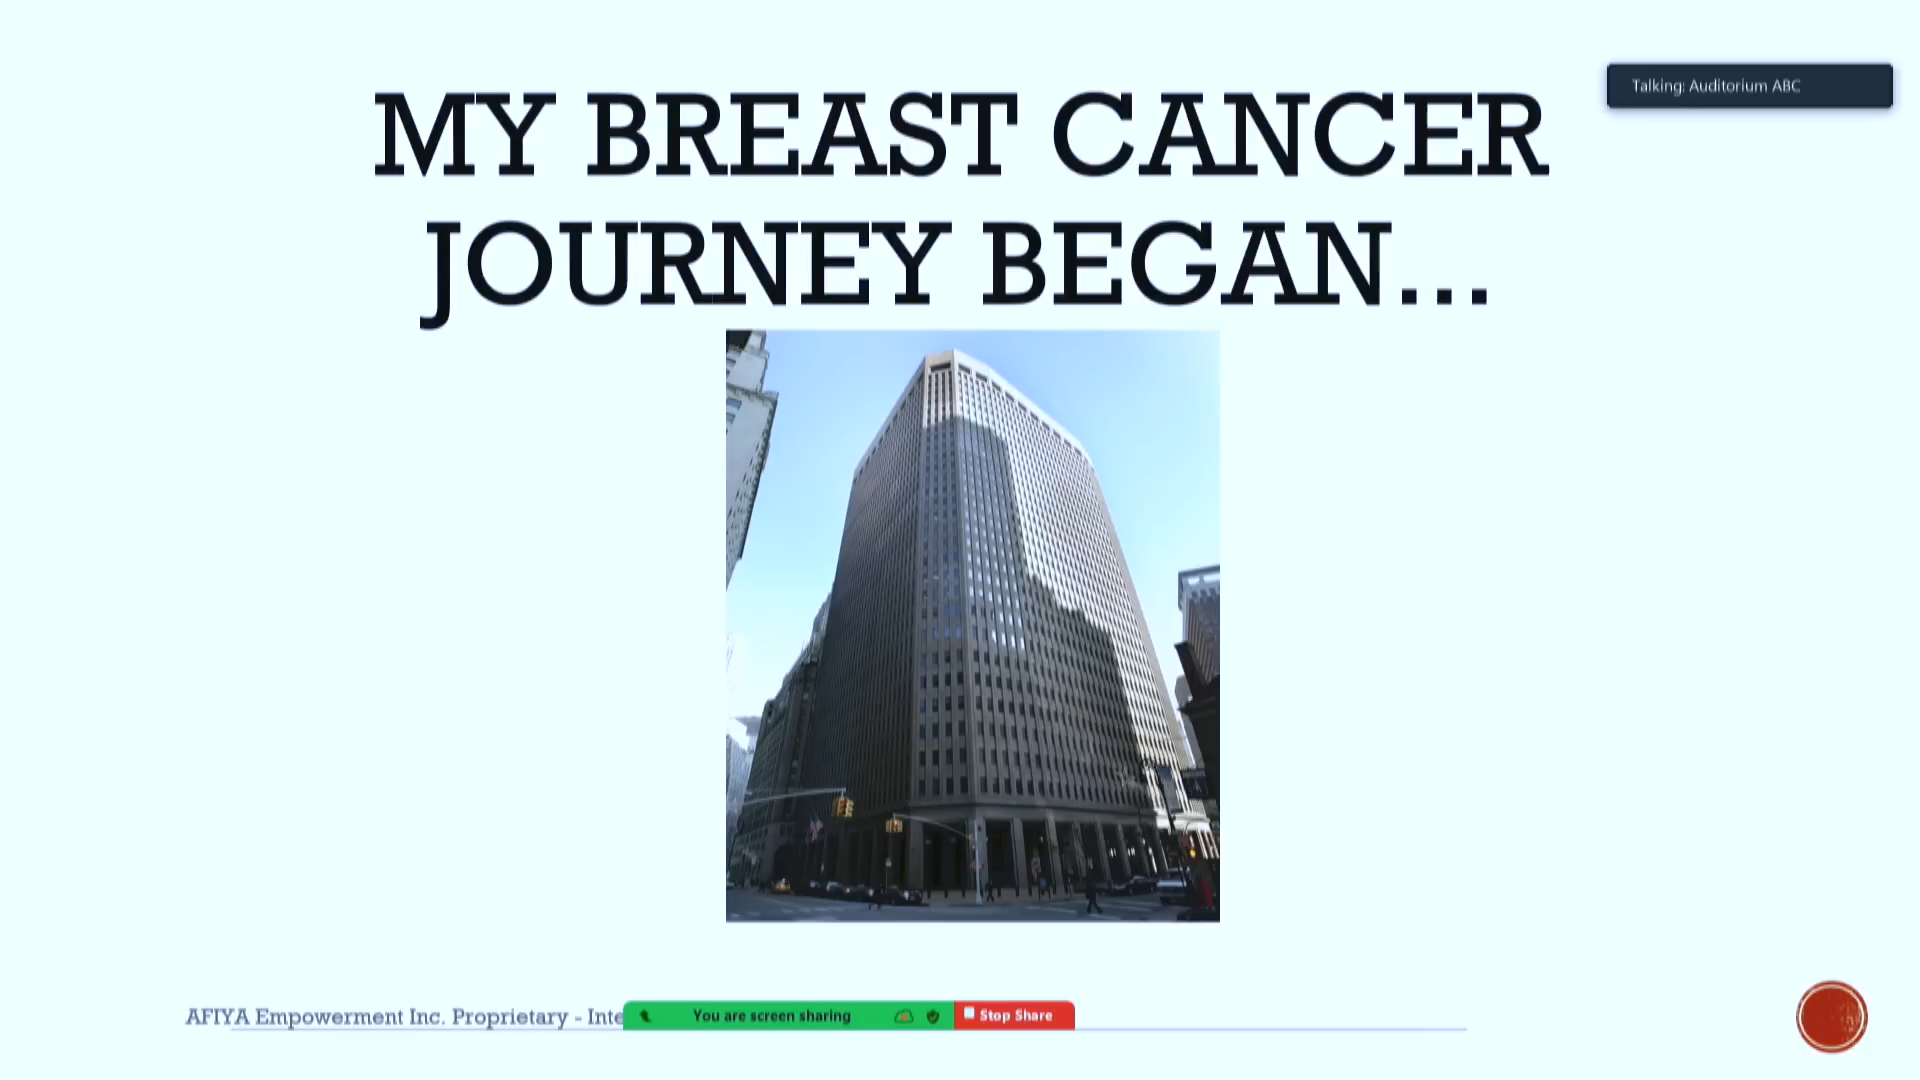 Talking: Auditorium ABC
MY BREAST CANCER
JOURNEY BEGAN...
AFIYA Empowerment Inc. Proprietary - Inte
You are screen sharing
Stop Share